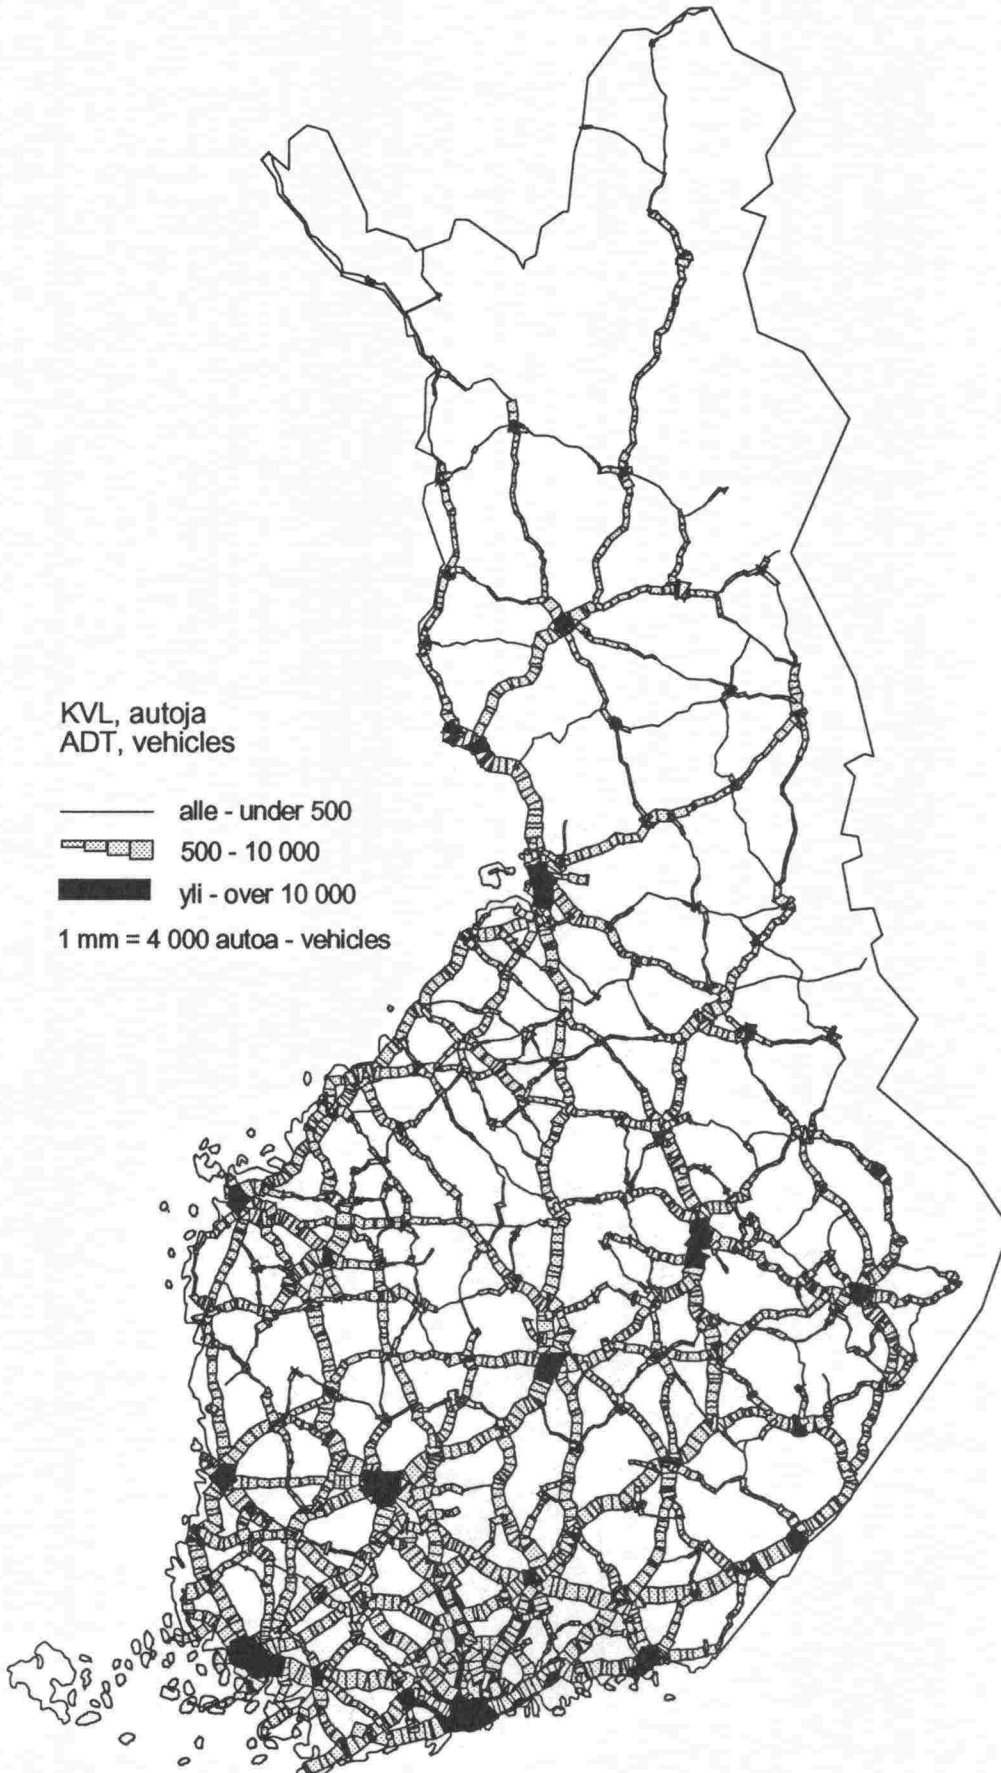 KVL, autoja
ADT, vehicles
alle - under 500
500 - 10 000
yli - over 10 000
1 mm = 4 000 autoa - vehicles